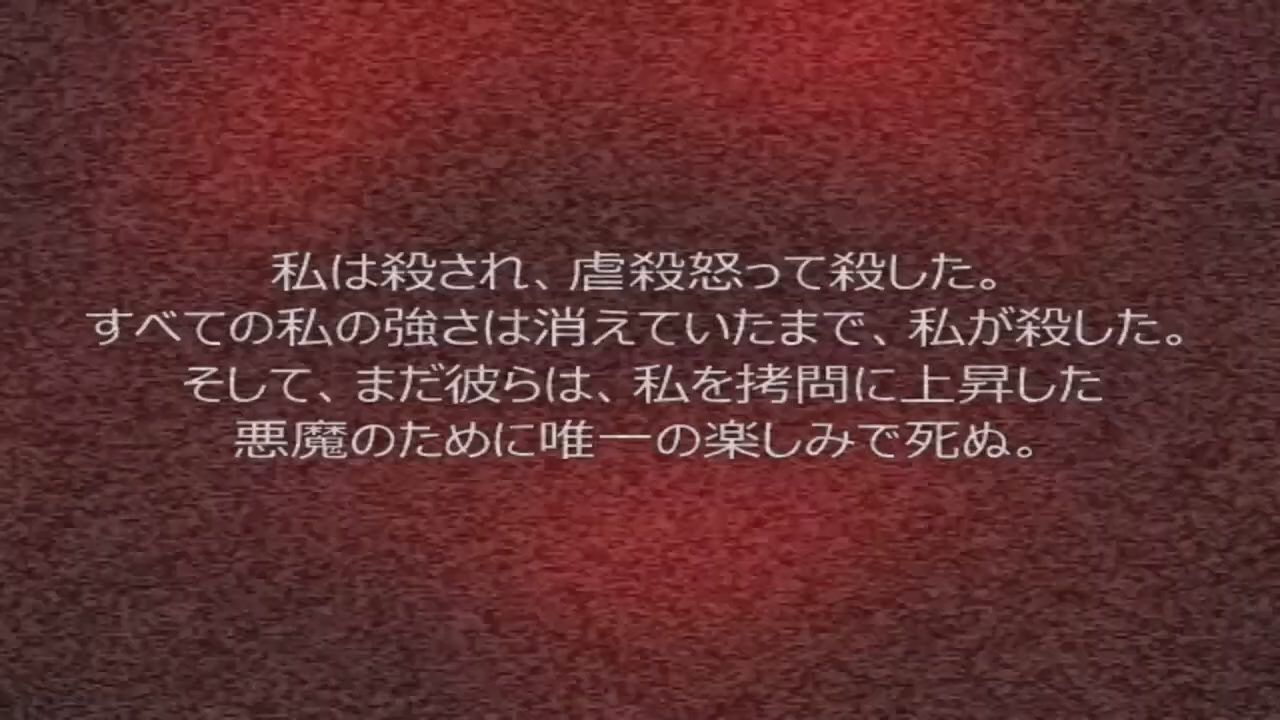 私は殺され、虐殺怒って殺した。
すべての私の強さは消えていたまで、私が殺した。
そして、まだ彼らは、私を拷問に上昇した
悪魔のために唯一の楽しみで死ぬ。